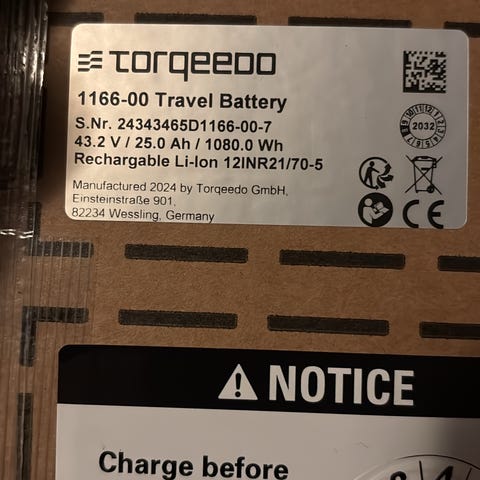 TORQEEDO
1166-00 Travel Battery
S.Nr. 24343465D1166-00-7
43.2 V / 25.0 Ah / 1080.0 Wh
Rechargable Li-Ion 12INR21/70-5
Manufactured 2024 by Torqeedo GmbH,
Einsteinstraße 901,
82234 Wessling, Germany
2032
CE
NOTICE
Charge before